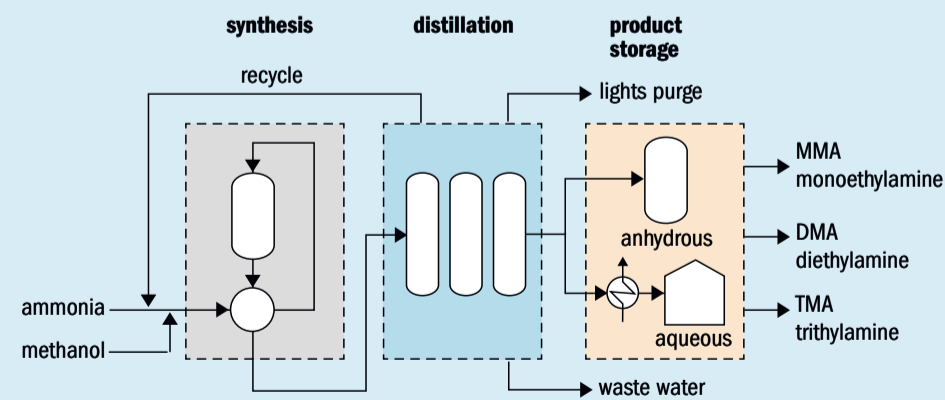 synthesis
distillation
product
storage
recycle
lights purge
MMA
monoethylamine
anhydrous
DMA
diethylamine
ammonia
TMA
trithylamine
methanol
aqueous
waste water